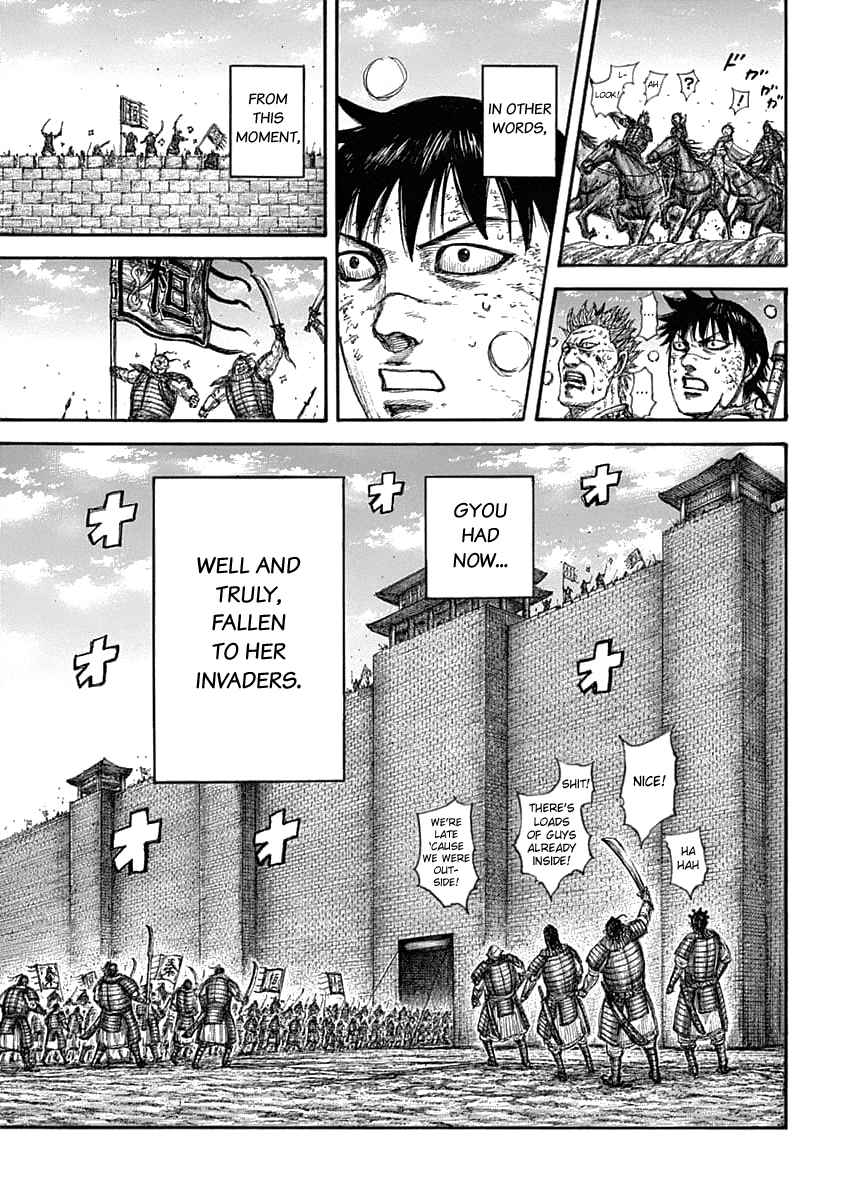 ドガガガ
L-
LOOK!
AH
?
!
IN OTHER
WORDS,
FROM
THIS
MOMENT,
...
...
桓
GYOU
HAD
NOW...
WELL AND
TRULY,
FALLEN
TO HER
INVADERS.
オ
オ
オ
オ
オ
オ
オ
オ
NICE!
SHIT!
THERE'S
LOADS
OF GUYS
ALREADY
INSIDE!
WE'RE
LATE
'CAUSE
WE WERE
OUT-
SIDE!
HA
HAH